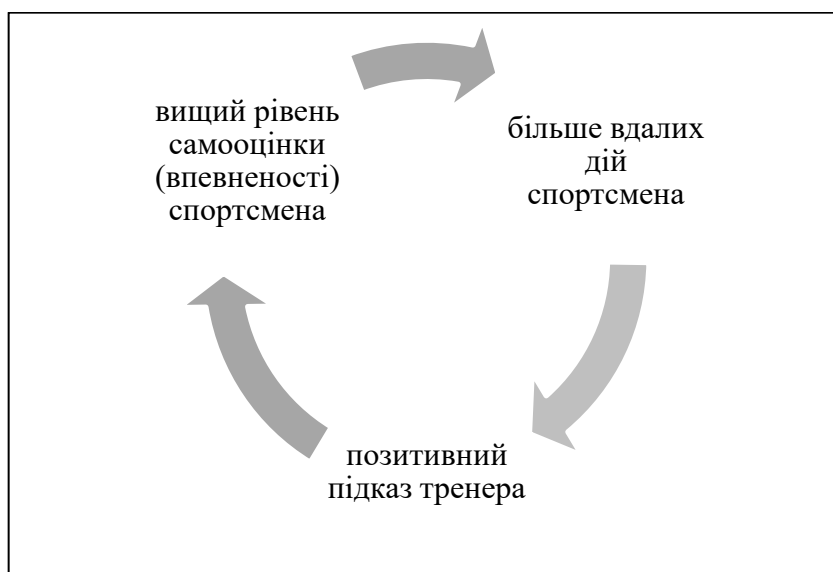 вищий рівень
самооцінки
(впевненості)
спортсмена
більше вдалих
дій
спортсмена
позитивний
підказ тренера